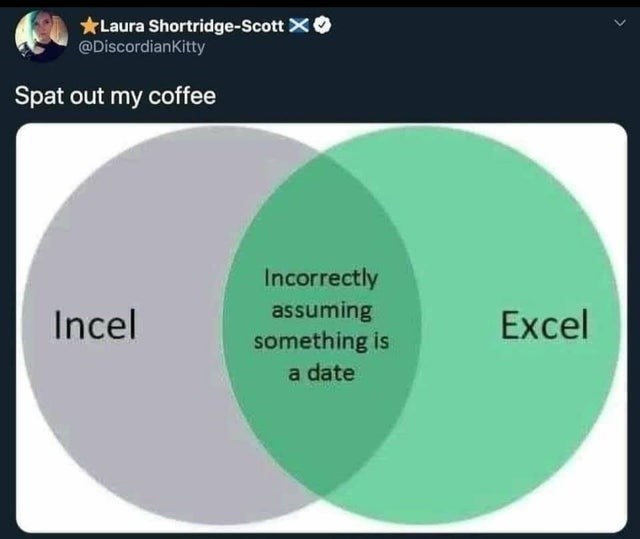 Laura Shortridge-Scott
@DiscordianKitty
Spat out my coffee
Incorrectly
assuming
something is
a date
Incel
Excel